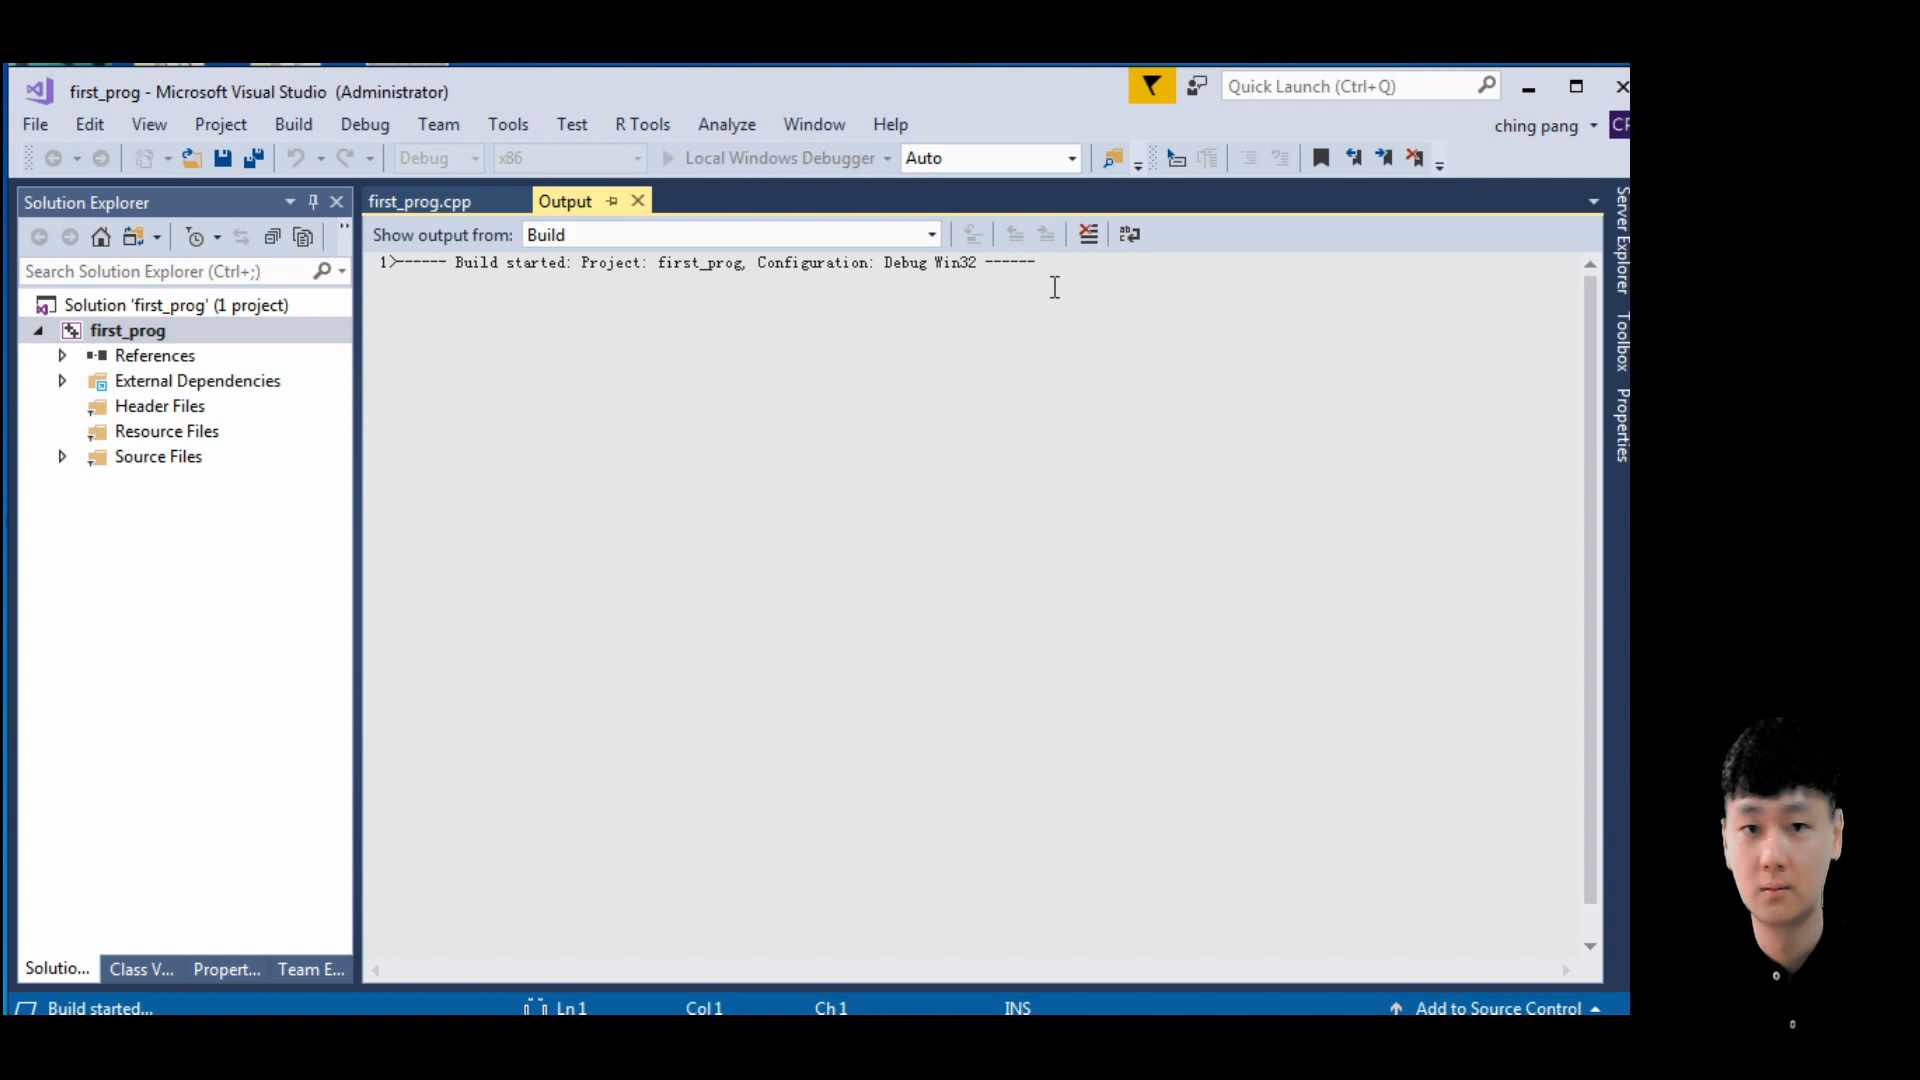 first_prog - Microsoft Visual Studio (Administrator)
Quick Launch (Ctrl+Q)
File Edit View Project Build Debug Team Tools Test R Tools Analyze Window Help
ching pang
Debug x86 Local Windows Debugger Auto
Solution Explorer
first_prog.cpp Output
Show output from: Build
Search Solution Explorer (Ctrl+;)
1>------ Build started: Project: first_prog, Configuration: Debug Win32 ------
Solution 'first_prog' (1 project)
first_prog
References
External Dependencies
Header Files
Resource Files
Source Files
Server Explorer
Toolbox
Properties
Solutio... Class V... Propert... Team E...
Build started... Ln 1 Col 1 Ch 1 INS Add to Source Control